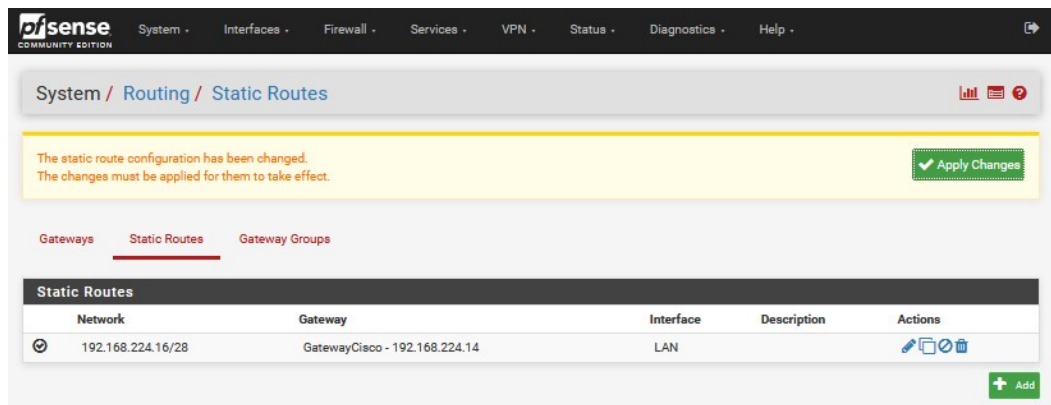 pfsense System Interfaces Firewall Services VPN Status Diagnostics Help
COMMUNITY EDITION
System / Routing / Static Routes
The static route configuration has been changed.
The changes must be applied for them to take effect.
Apply Changes
Gateways Static Routes Gateway Groups
Static Routes
Network Gateway Interface Description Actions
192.168.224.16/28 GatewayCisco - 192.168.224.14 LAN
Add